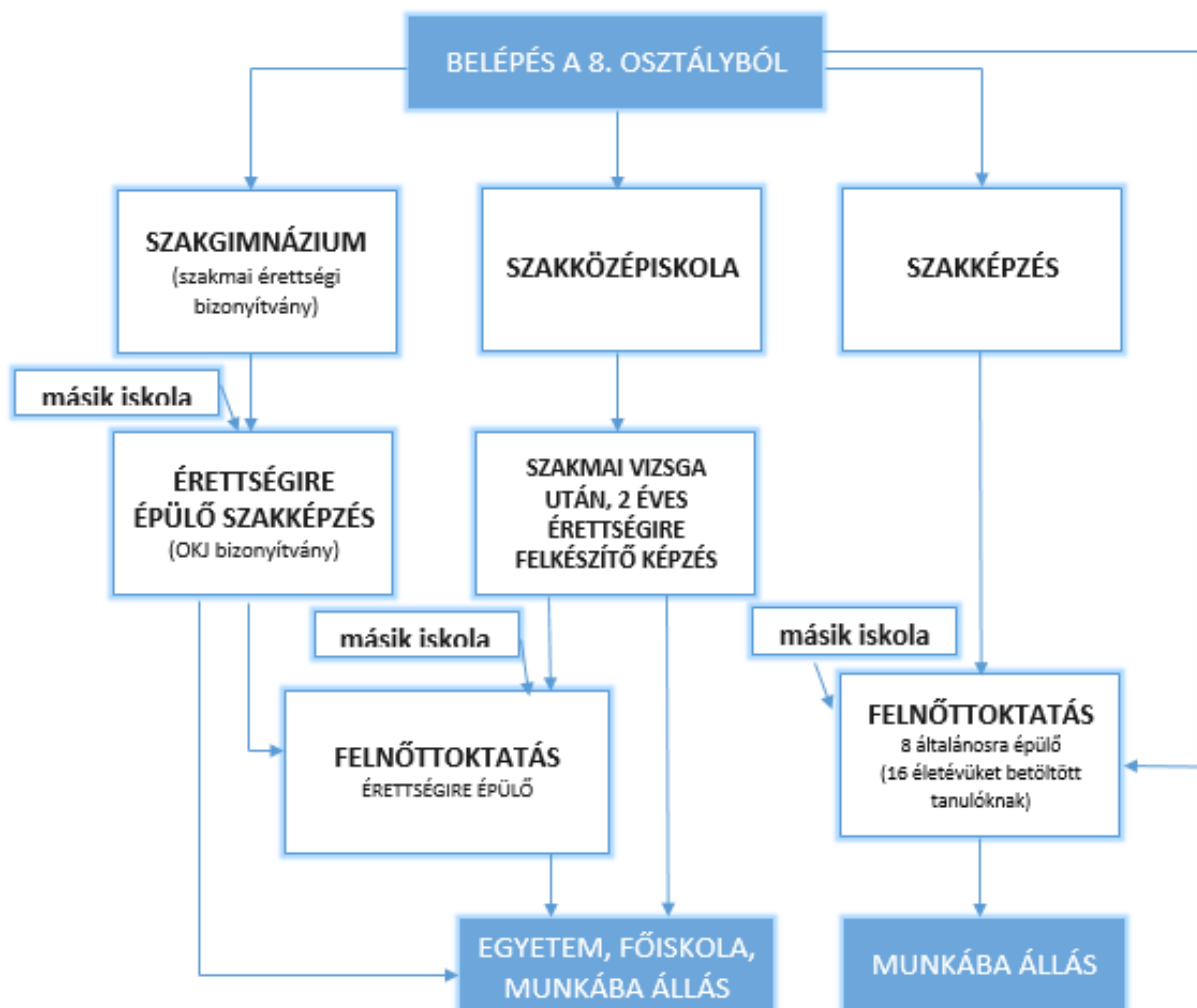 BELÉPÉS A 8. OSZTÁLYBÓL
SZAKGIMNÁZIUM
(szakmai érettségi
bizonyítvány)
SZAKKÖZÉPISKOLA
SZAKKÉPZÉS
másik iskola
ÉRETTSÉGIRE
ÉPÜLŐ SZAKKÉPZÉS
(OKJ bizonyítvány)
SZAKMAI VIZSGA
UTÁN, 2 ÉVES
ÉRETTSÉGIRE
FELKÉSZÍTŐ KÉPZÉS
másik iskola
másik iskola
FELNŐTTOKTATÁS
ÉRETTSÉGIRE ÉPÜLŐ
FELNŐTTOKTATÁS
8 általánosra épülő
(16 életévüket betöltött
tanulóknak)
EGYETEM, FŐISKOLA,
MUNKÁBA ÁLLÁS
MUNKÁBA ÁLLÁS